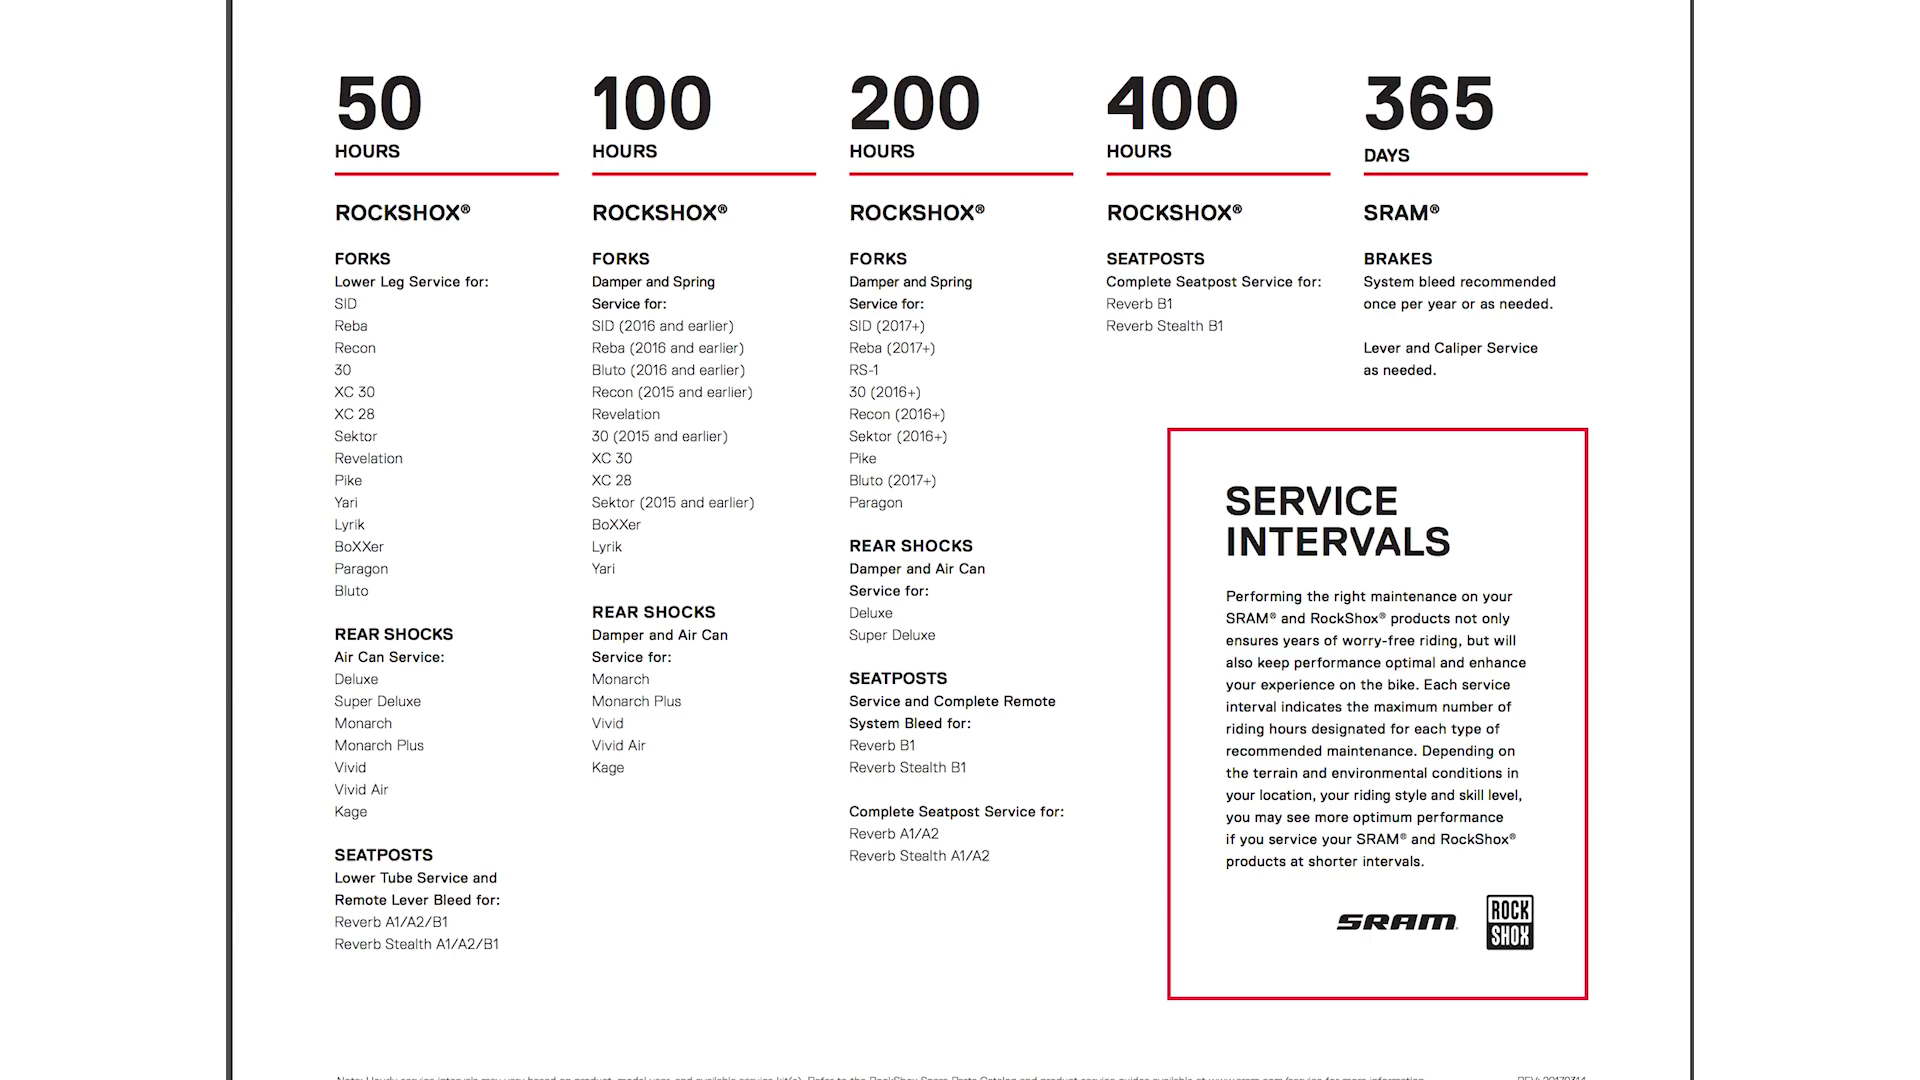 50
HOURS
ROCKSHOX®
FORKS
Lower Leg Service for:
SID
Reba
Recon
30
XC 30
XC 28
Sektor
Revelation
Pike
Yari
Lyrik
BoXXer
Paragon
Bluto
REAR SHOCKS
Air Can Service:
Deluxe
Super Deluxe
Monarch
Monarch Plus
Vivid
Vivid Air
Kage
SEATPOSTS
Lower Tube Service and
Remote Lever Bleed for:
Reverb A1/A2/B1
Reverb Stealth A1/A2/B1
100
HOURS
ROCKSHOX®
FORKS
Damper and Spring
Service for:
SID (2016 and earlier)
Reba (2016 and earlier)
Bluto (2016 and earlier)
Recon (2015 and earlier)
Revelation
30 (2015 and earlier)
XC 30
XC 28
Sektor (2015 and earlier)
BoXXer
Lyrik
Yari
REAR SHOCKS
Damper and Air Can
Service for:
Monarch
Monarch Plus
Vivid
Vivid Air
Kage
200
HOURS
ROCKSHOX®
FORKS
Damper and Spring
Service for:
SID (2017+)
Reba (2017+)
RS-1
30 (2016+)
Recon (2016+)
Sektor (2016+)
Pike
Bluto (2017+)
Paragon
REAR SHOCKS
Damper and Air Can
Service for:
Deluxe
Super Deluxe
SEATPOSTS
Service and Complete Remote
System Bleed for:
Reverb B1
Reverb Stealth B1
Complete Seatpost Service for:
Reverb A1/A2
Reverb Stealth A1/A2
400
HOURS
ROCKSHOX®
SEATPOSTS
Complete Seatpost Service for:
Reverb B1
Reverb Stealth B1
365
DAYS
SRAM®
BRAKES
System bleed recommended
once per year or as needed.
Lever and Caliper Service
as needed.
SERVICE
INTERVALS
Performing the right maintenance on your
SRAM® and RockShox® products not only
ensures years of worry-free riding, but will
also keep performance optimal and enhance
your experience on the bike. Each service
interval indicates the maximum number of
riding hours designated for each type of
recommended maintenance. Depending on
the terrain and environmental conditions in
your location, your riding style and skill level,
you may see more optimum performance
if you service your SRAM® and RockShox®
products at shorter intervals.
SRAM
ROCK
SHOX